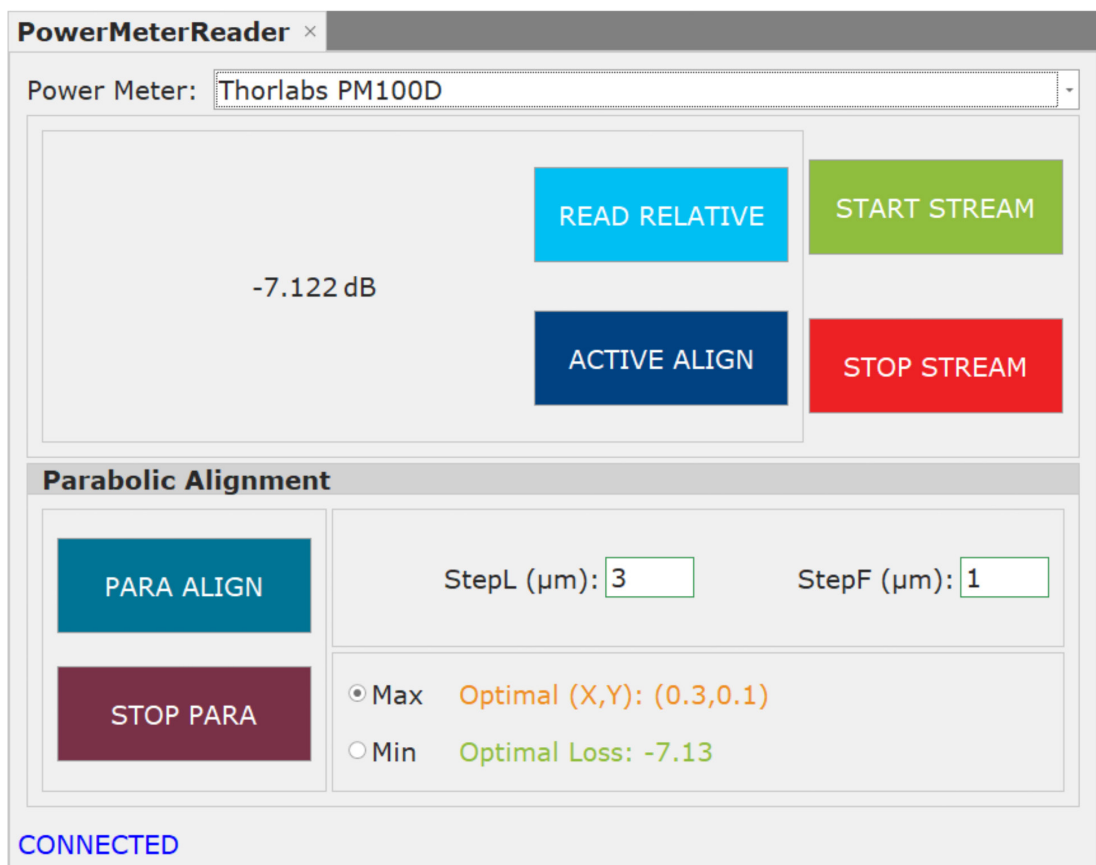 PowerMeterReader ×
Power Meter: Thorlabs PM100D
READ RELATIVE
START STREAM
-7.122 dB
ACTIVE ALIGN
STOP STREAM
Parabolic Alignment
PARA ALIGN
StepL (µm): 3
StepF (µm): 1
STOP PARA
Max Optimal (X,Y): (0.3,0.1)
Min Optimal Loss: -7.13
CONNECTED